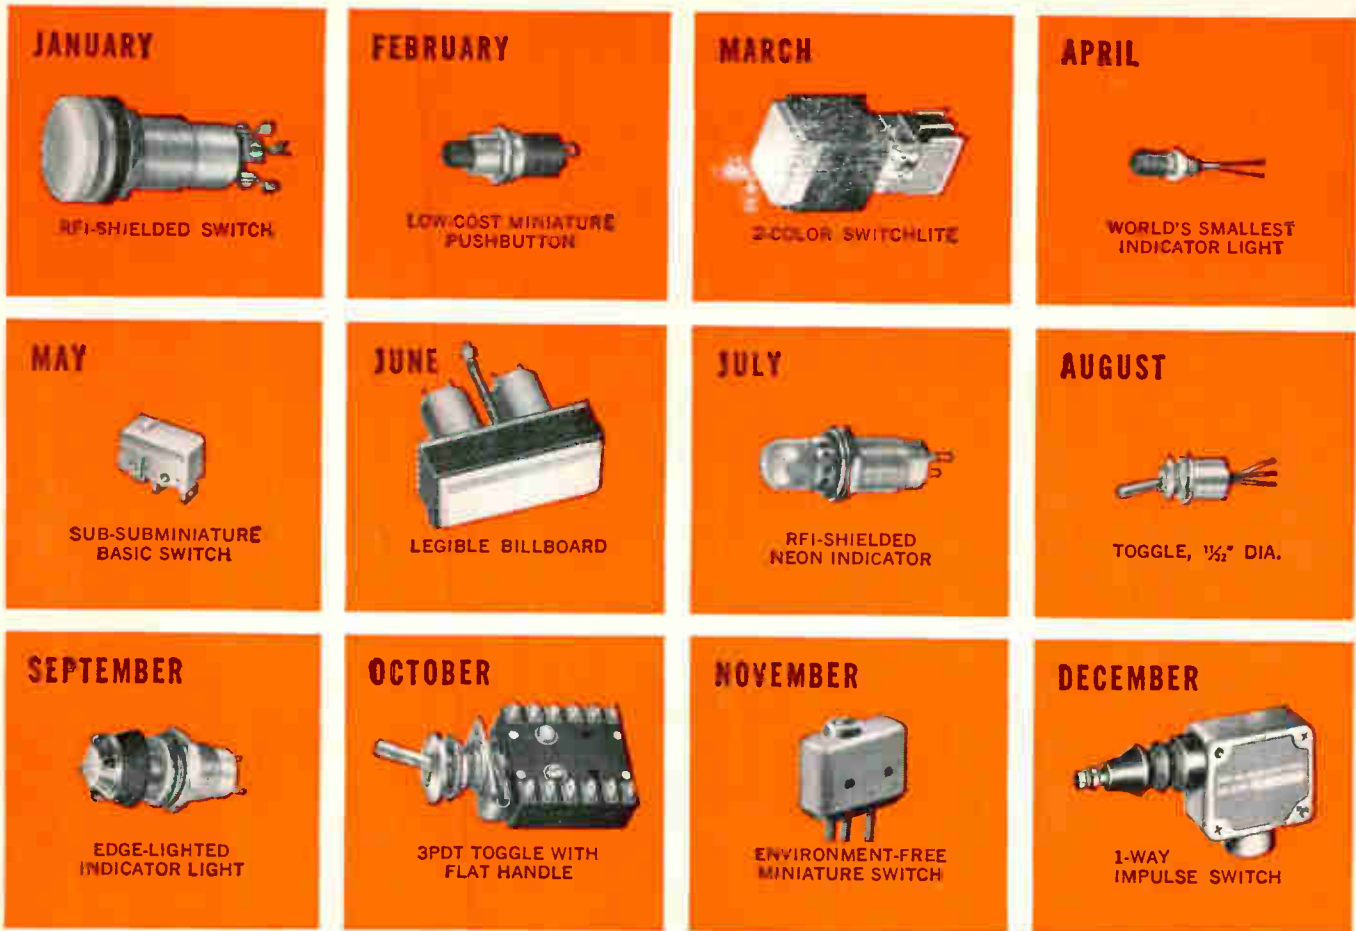 JANUARY
RFI-SHIELDED SWITCH
FEBRUARY
LOW-COST MINIATURE
PUSHBUTTON
MARCH
2-COLOR SWITCHLITE
APRIL
WORLD'S SMALLEST
INDICATOR LIGHT
MAY
SUB-SUBMINIATURE
BASIC SWITCH
JUNE
LEGIBLE BILLBOARD
JULY
RFI-SHIELDED
NEON INDICATOR
AUGUST
TOGGLE, 11/32" DIA.
SEPTEMBER
EDGE-LIGHTED
INDICATOR LIGHT
OCTOBER
3PDT TOGGLE WITH
FLAT HANDLE
NOVEMBER
ENVIRONMENT-FREE
MINIATURE SWITCH
DECEMBER
1-WAY
IMPULSE SWITCH